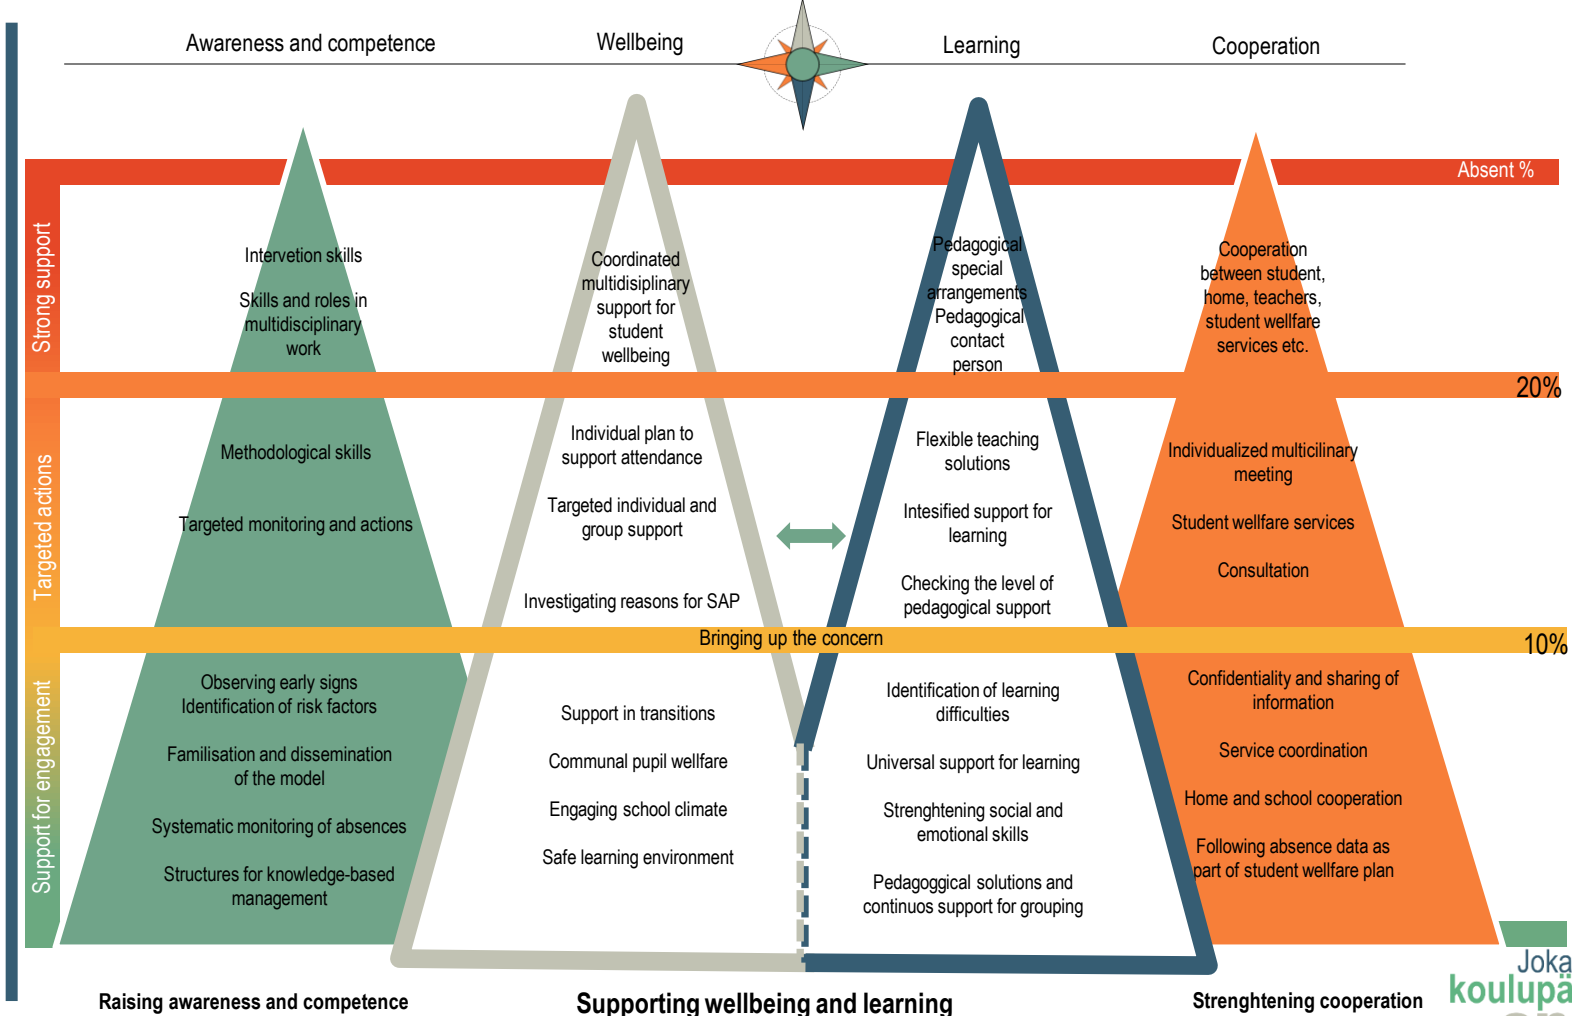 Awareness and competence
Wellbeing
Learning
Cooperation
Absent %
Strong support
Intervetion skills
Skills and roles in
multidisciplinary
work
Coordinated
multidisiplinary
support for
student
wellbeing
Pedagogical
special
arrangements
Pedagogical
contact
person
Cooperation
between student,
home, teachers,
student wellfare
services etc.
20%
Targeted actions
Methodological skills
Targeted monitoring and actions
Individual plan to
support attendance
Targeted individual and
group support
Investigating reasons for SAP
Flexible teaching
solutions
Intesified support for
learning
Checking the level of
pedagogical support
Individualized multicilinary
meeting
Student wellfare services
Consultation
Bringing up the concern
10%
Support for engagement
Observing early signs
Identification of risk factors
Familisation and dissemination
of the model
Systematic monitoring of absences
Structures for knowledge-based
management
Support in transitions
Communal pupil wellfare
Engaging school climate
Safe learning environment
Identification of learning
difficulties
Universal support for learning
Strenghtening social and
emotional skills
Pedagoggical solutions and
continuos support for grouping
Confidentiality and sharing of
information
Service coordination
Home and school cooperation
Following absence data as
part of student wellfare plan
Raising awareness and competence
Supporting wellbeing and learning
Strenghtening cooperation
Joka
koulupä